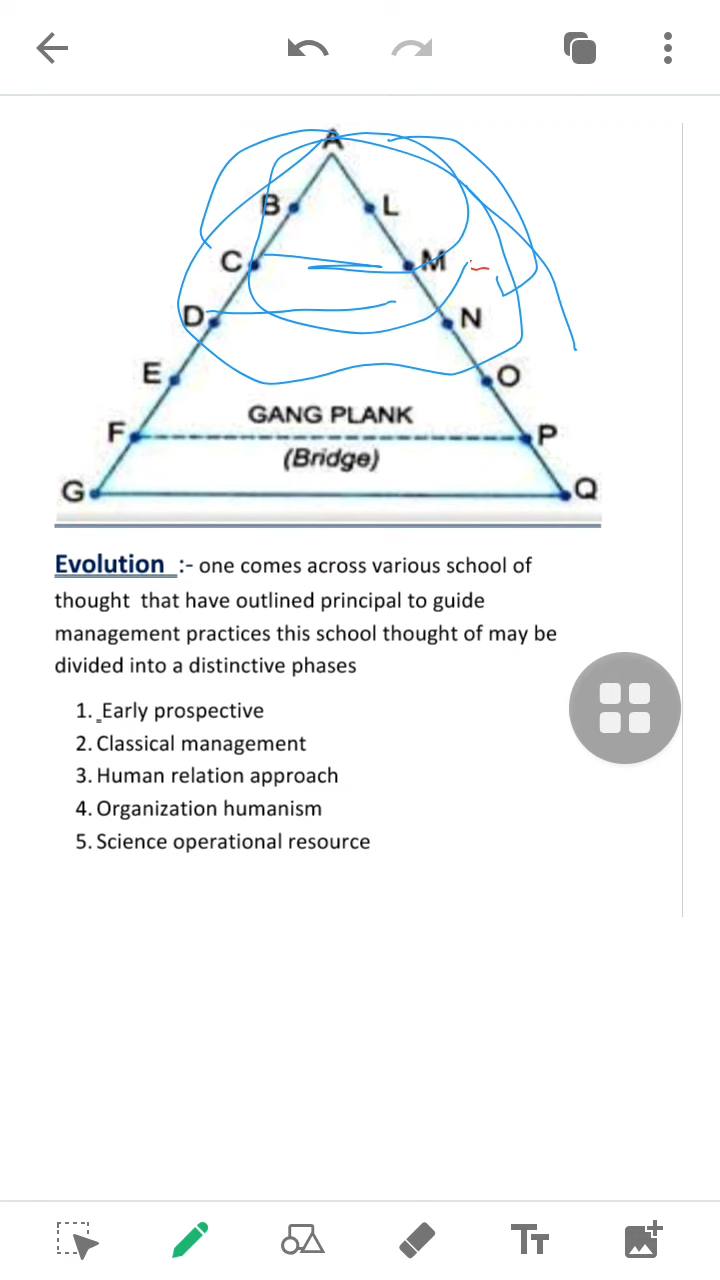 A
B L
C M
D N
E O
GANG PLANK
F P
(Bridge)
G Q
Evolution :- one comes across various school of
thought that have outlined principal to guide
management practices this school thought of may be
divided into a distinctive phases
1. Early prospective
2. Classical management
3. Human relation approach
4. Organization humanism
5. Science operational resource
TT